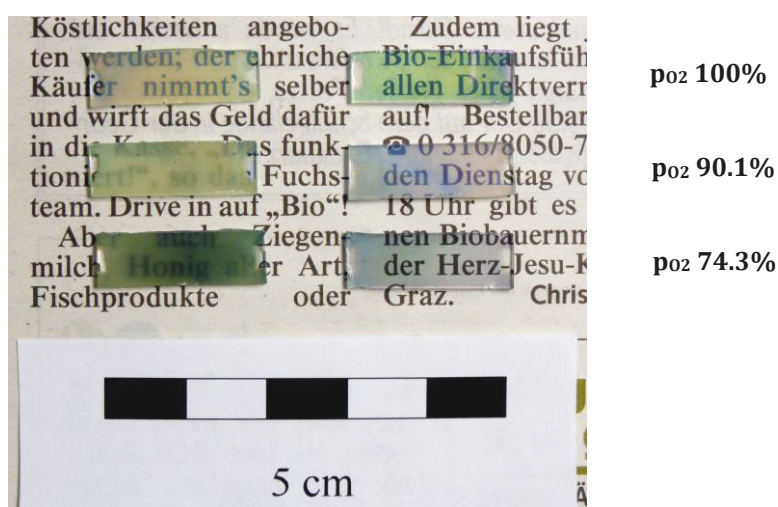 Köstlichkeiten angebo-
ten werden; der ehrliche
Käufer nimmt's selber
und wirft das Geld dafür
in die Kasse. „Das funk-
tioniert!", so das Fuchs-
team. Drive in auf „Bio“!
Aber auch Ziegen-
milch Honig aller Art,
Fischprodukte oder
Zudem liegt
Bio-Einkaufsfüh
allen Direktvern
auf! Bestellbar
☎ 0 316/8050-7
den Dienstag vo
18 Uhr gibt es
nen Biobauernm
der Herz-Jesu-K
Graz. Chris
pO2 100%
pO2 90.1%
pO2 74.3%
5 cm